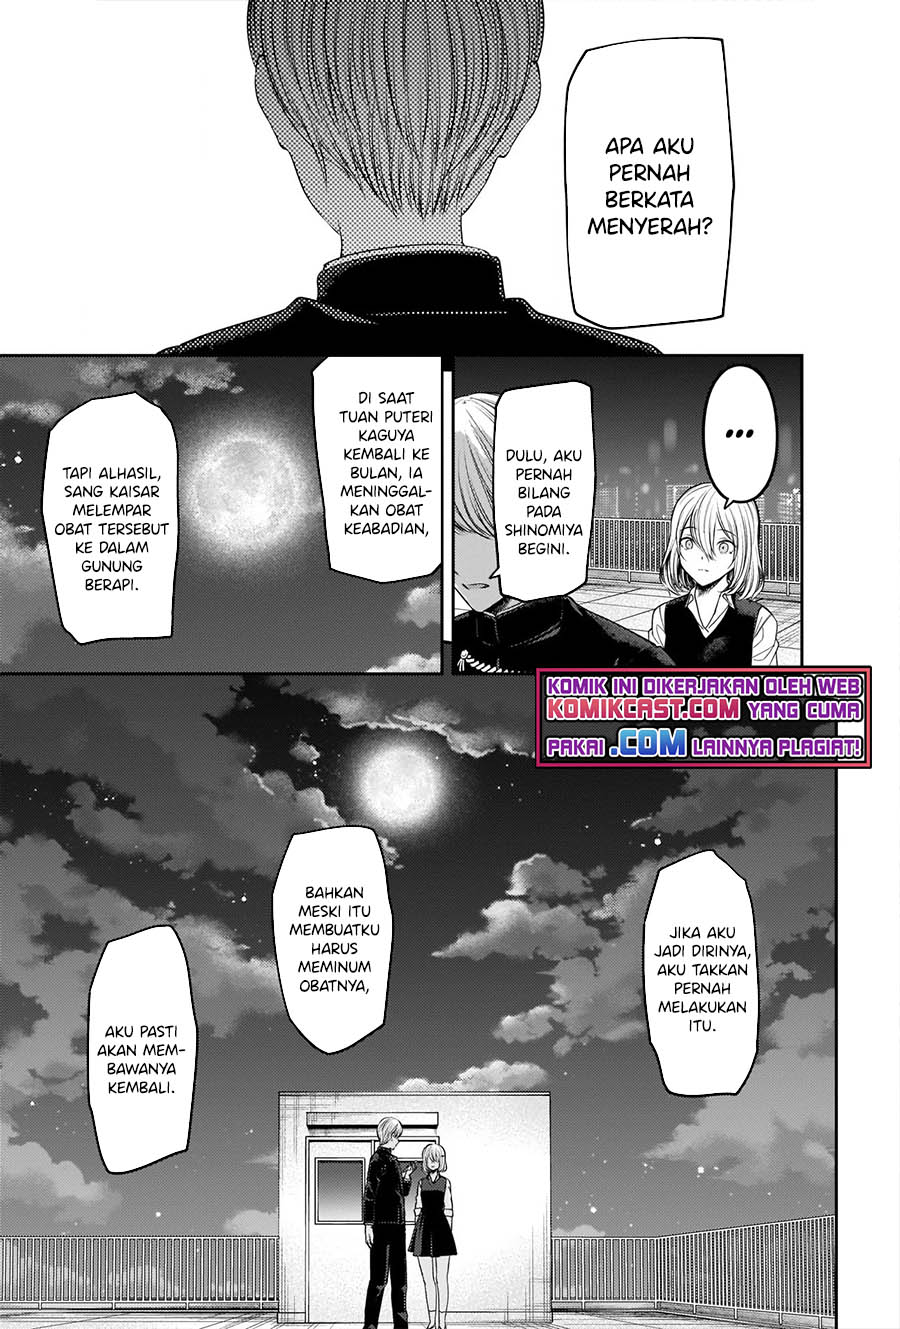 APA AKU
PERNAH
BERKATA
MENYERAH?
...
DULU, AKU
PERNAH
BILANG
PADA
SHINOMIYA
BEGINI.
DI SAAT
TUAN PUTERI
KAGUYA
KEMBALI KE
BULAN, IA
MENINGGAL-
KAN OBAT
KEABADIAN,
TAPI ALHASIL,
SANG KAISAR
MELEMPAR
OBAT TERSEBUT
KE DALAM
GUNUNG
BERAPI.
KOMIK INI DIKERJAKAN OLEH WEB
KOMIKCAST.COM YANG CUMA
PAKAI .COM LAINNYA PLAGIAT!
JIKA AKU
JADI DIRINYA,
AKU TAKKAN
PERNAH
MELAKUKAN
ITU.
BAHKAN
MESKI ITU
MEMBUATKU
HARUS
MEMINUM
OBATNYA,
AKU PASTI
AKAN MEM-
BAWANYA
KEMBALI.